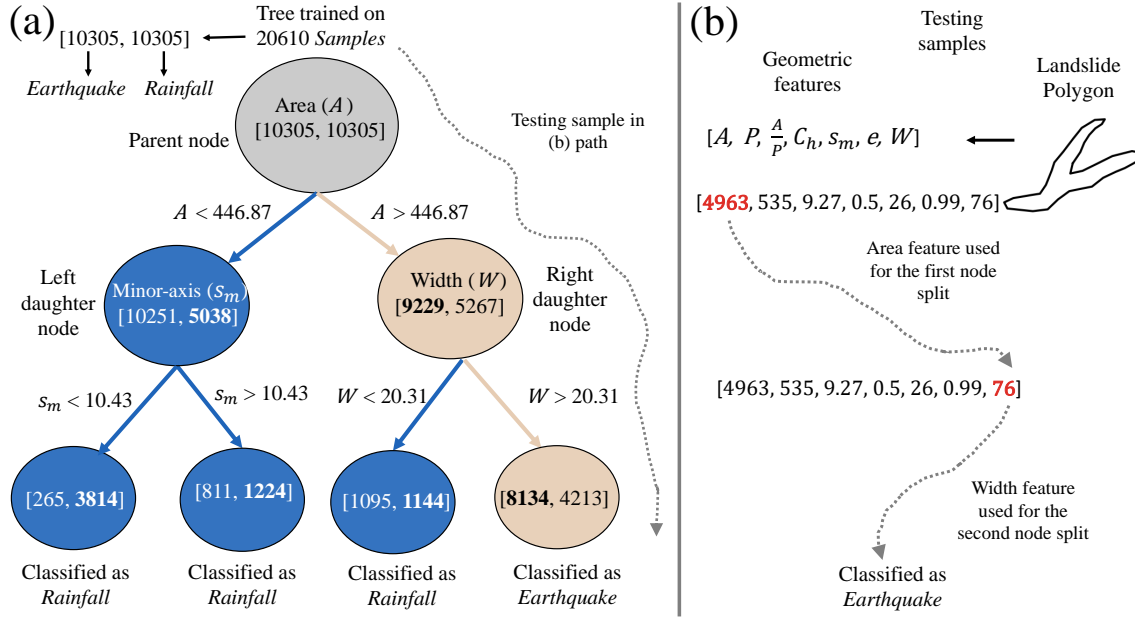 (a)
Tree trained on
20610 Samples
[10305, 10305]
Earthquake
Rainfall
Area (A)
[10305, 10305]
Parent node
Testing sample in
(b) path
A < 446.87
A > 446.87
Left
daughter
node
Minor-axis (s_m)
[10251, 5038]
Width (W)
[9229, 5267]
Right
daughter
node
s_m < 10.43
s_m > 10.43
W < 20.31
W > 20.31
[265, 3814]
[811, 1224]
[1095, 1144]
[8134, 4213]
Classified as
Rainfall
Classified as
Rainfall
Classified as
Rainfall
Classified as
Earthquake
(b)
Testing
samples
Geometric
features
Landslide
Polygon
[A, P, A/P, C_h, s_m, e, W]
[4963, 535, 9.27, 0.5, 26, 0.99, 76]
Area feature used
for the first node
split
[4963, 535, 9.27, 0.5, 26, 0.99, 76]
Width feature
used for the
second node split
Classified as
Earthquake